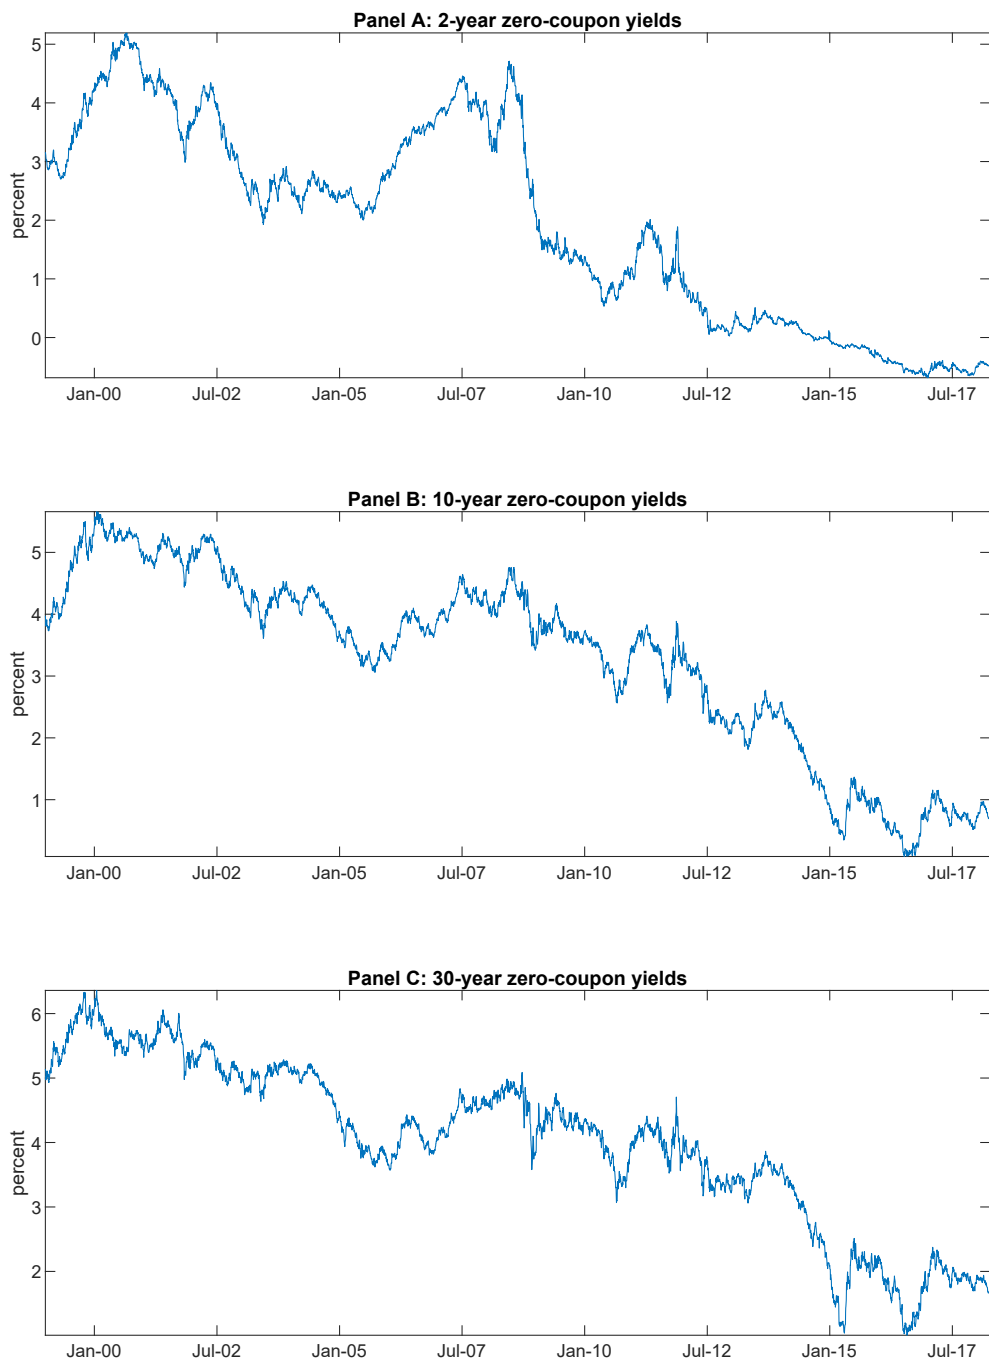 Panel A: 2-year zero-coupon yields
percent
5
4
3
2
1
0
Jan-00 Jul-02 Jan-05 Jul-07 Jan-10 Jul-12 Jan-15 Jul-17
Panel B: 10-year zero-coupon yields
percent
5
4
3
2
1
Jan-00 Jul-02 Jan-05 Jul-07 Jan-10 Jul-12 Jan-15 Jul-17
Panel C: 30-year zero-coupon yields
percent
6
5
4
3
2
Jan-00 Jul-02 Jan-05 Jul-07 Jan-10 Jul-12 Jan-15 Jul-17